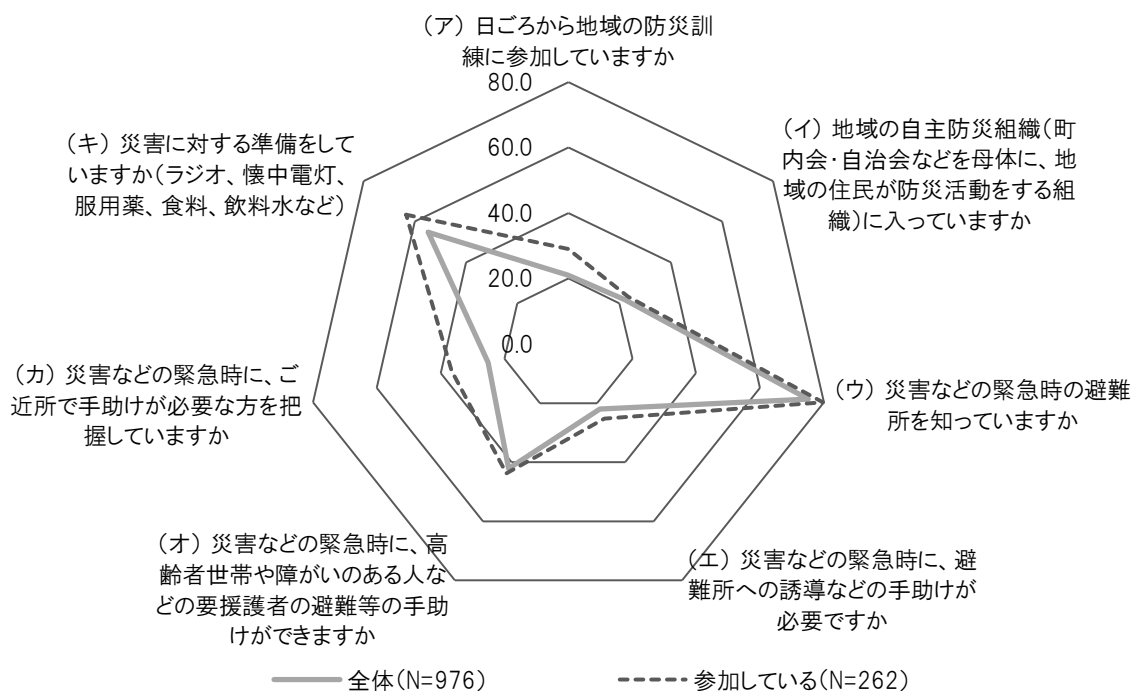 （ア） 日ごろから地域の防災訓
練に参加していますか
80.0
60.0
40.0
20.0
0.0
（イ） 地域の自主防災組織（町
内会・自治会などを母体に、地
域の住民が防災活動をする組
織）に入っていますか
（ウ） 災害などの緊急時の避難
所を知っていますか
（エ） 災害などの緊急時に、避
難所への誘導などの手助けが
必要ですか
（オ） 災害などの緊急時に、高
齢者世帯や障がいのある人な
どの要援護者の避難等の手助
けができますか
（カ） 災害などの緊急時に、ご
近所で手助けが必要な方を把
握していますか
（キ） 災害に対する準備をして
いますか（ラジオ、懐中電灯、
服用薬、食料、飲料水など）
全体（N=976）
参加している（N=262）